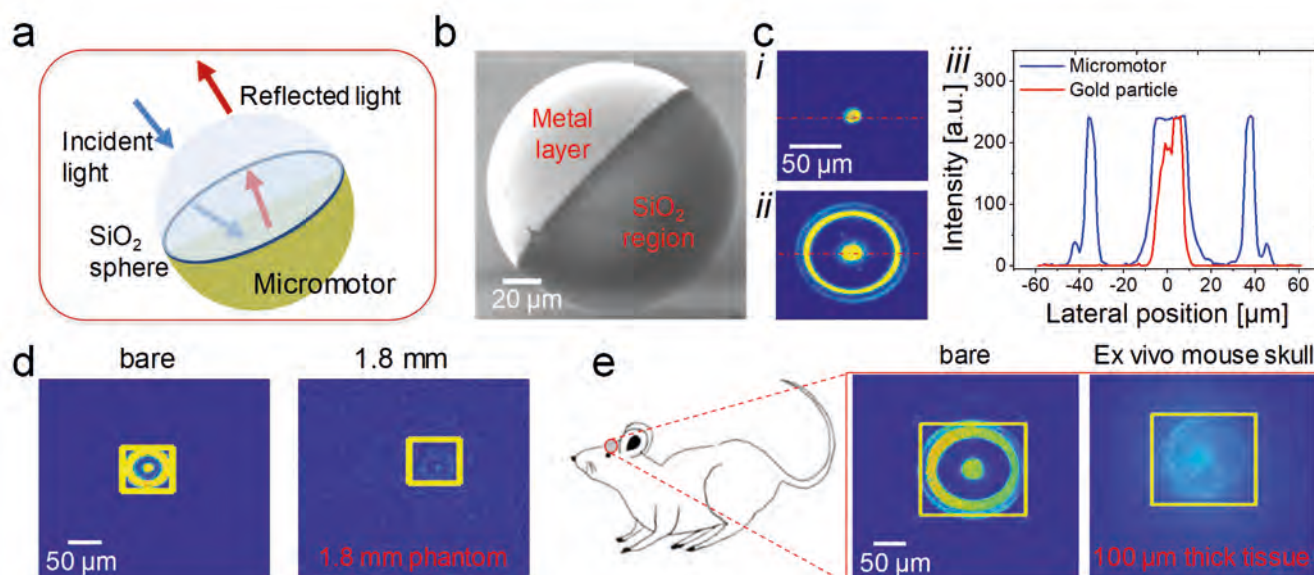 a
Incident
light
Reflected light
SiO₂
sphere
Micromotor
b
Metal
layer
SiO₂
region
20 μm
c
i
50 μm
ii
iii
Micromotor
Gold particle
Intensity [a.u.]
300
200
100
0
-60 -40 -20 0 20 40 60
Lateral position [μm]
d
bare
50 μm
1.8 mm
1.8 mm phantom
e
bare
50 μm
Ex vivo mouse skull
100 μm thick tissue